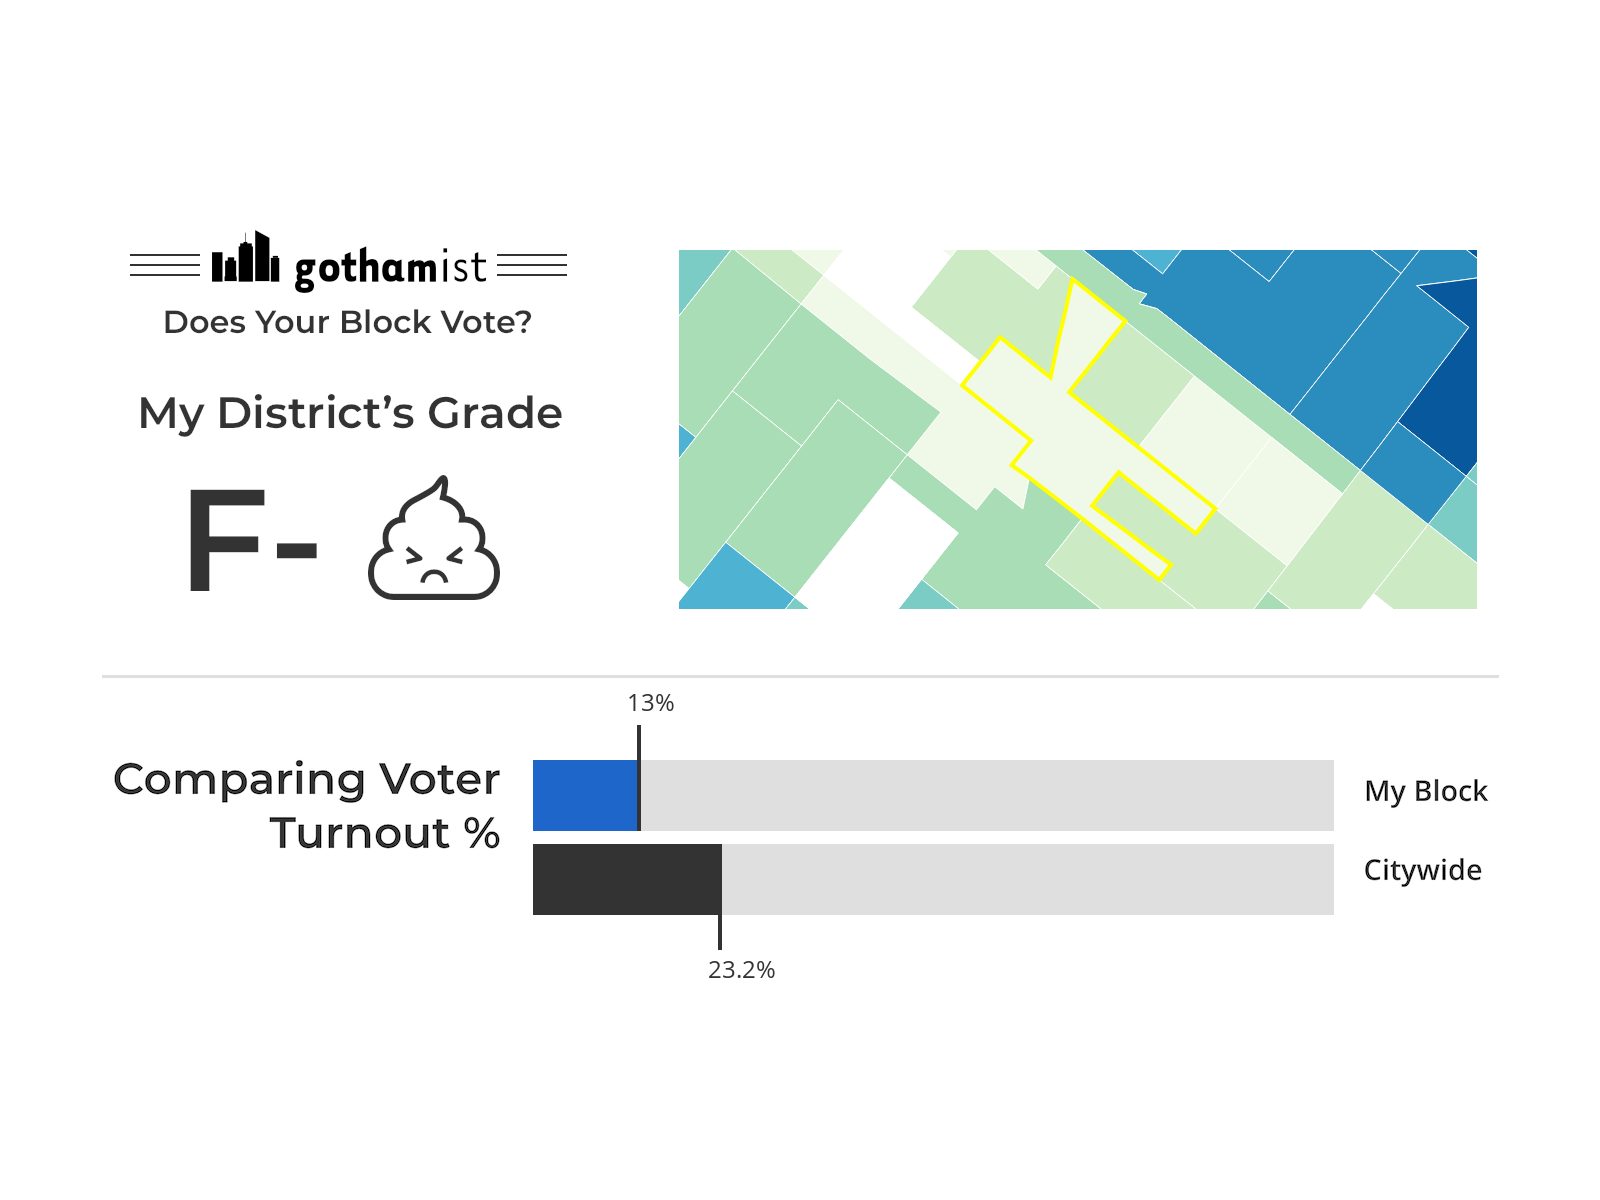 gothamist
Does Your Block Vote?
My District’s Grade
F-
13%
Comparing Voter
Turnout %
My Block
Citywide
23.2%